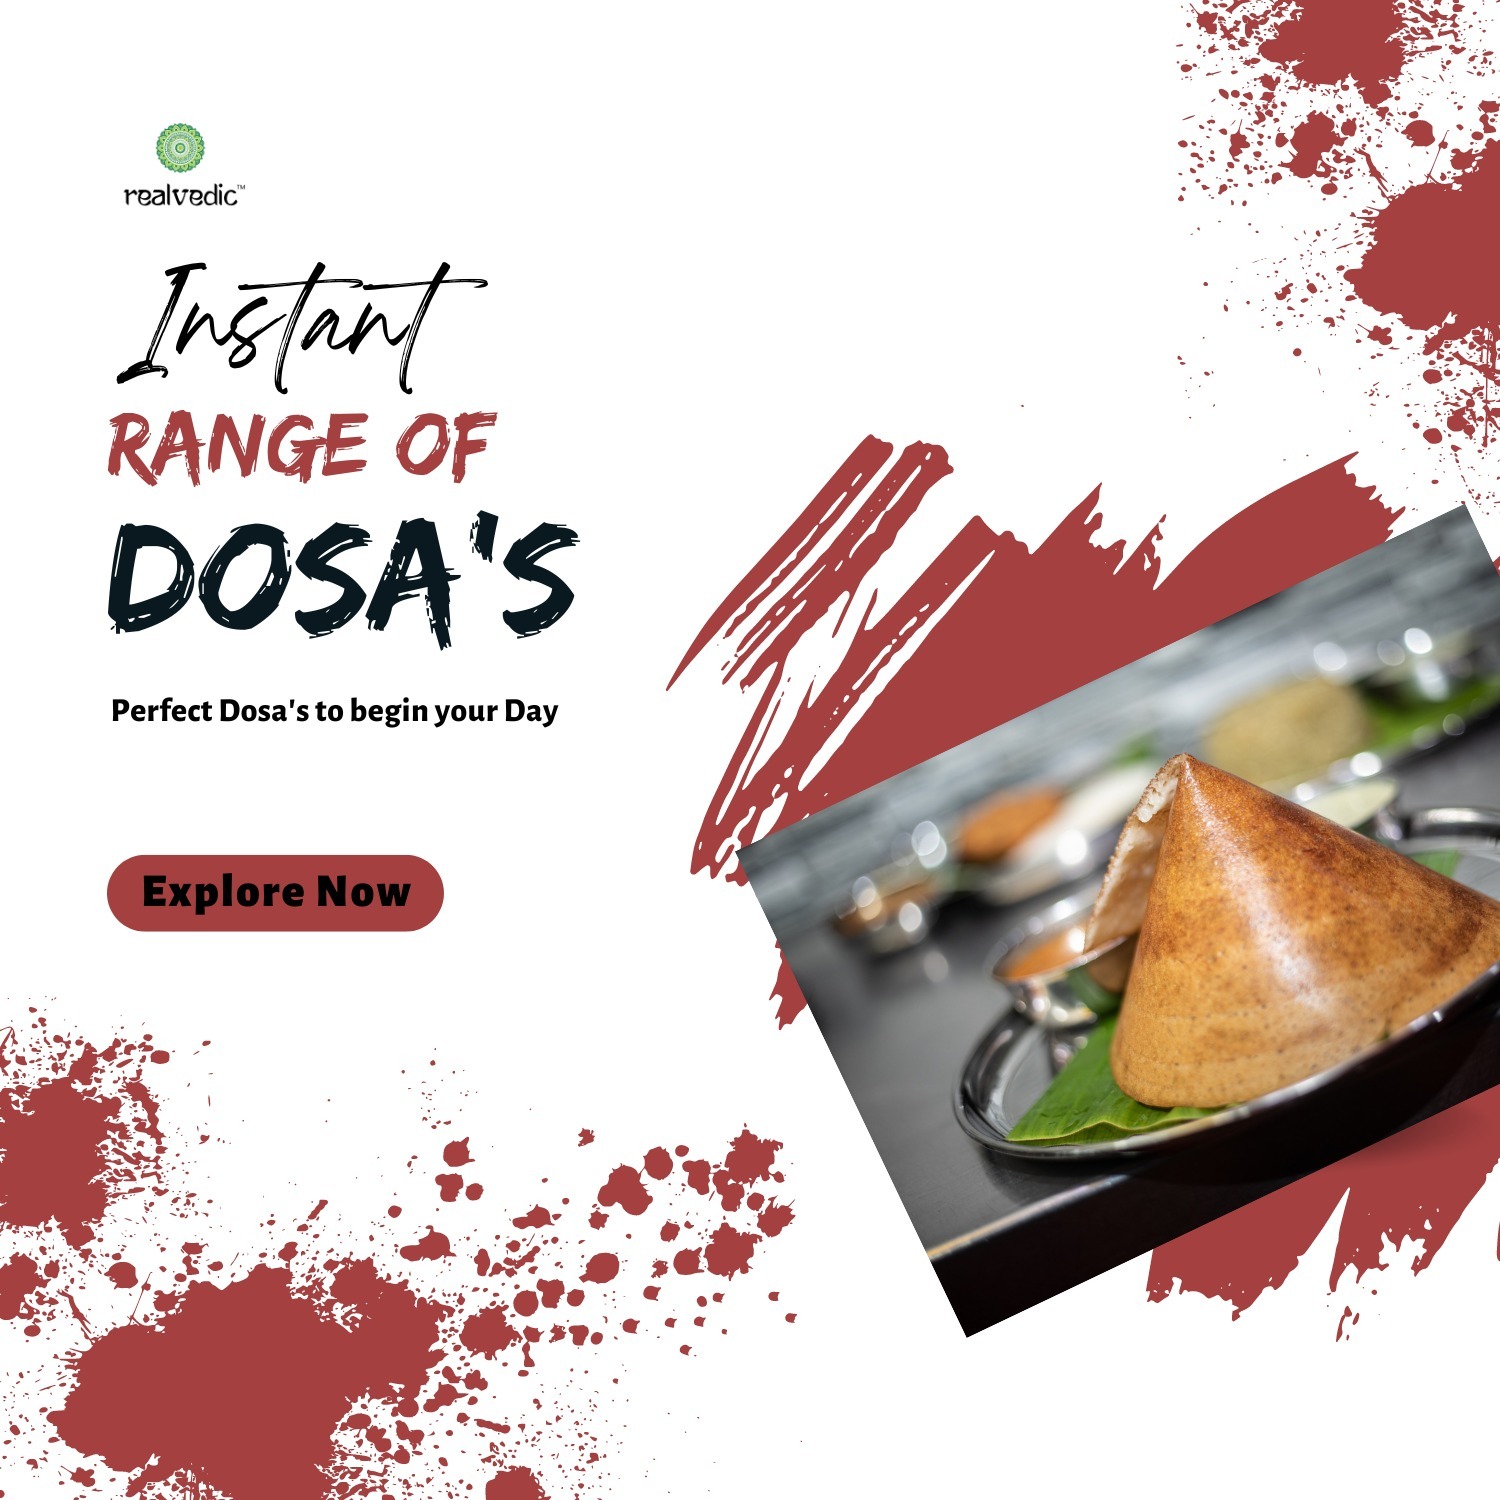 realvedic™
Instant
RANGE OF
DOSA'S
Perfect Dosa's to begin your Day
Explore Now